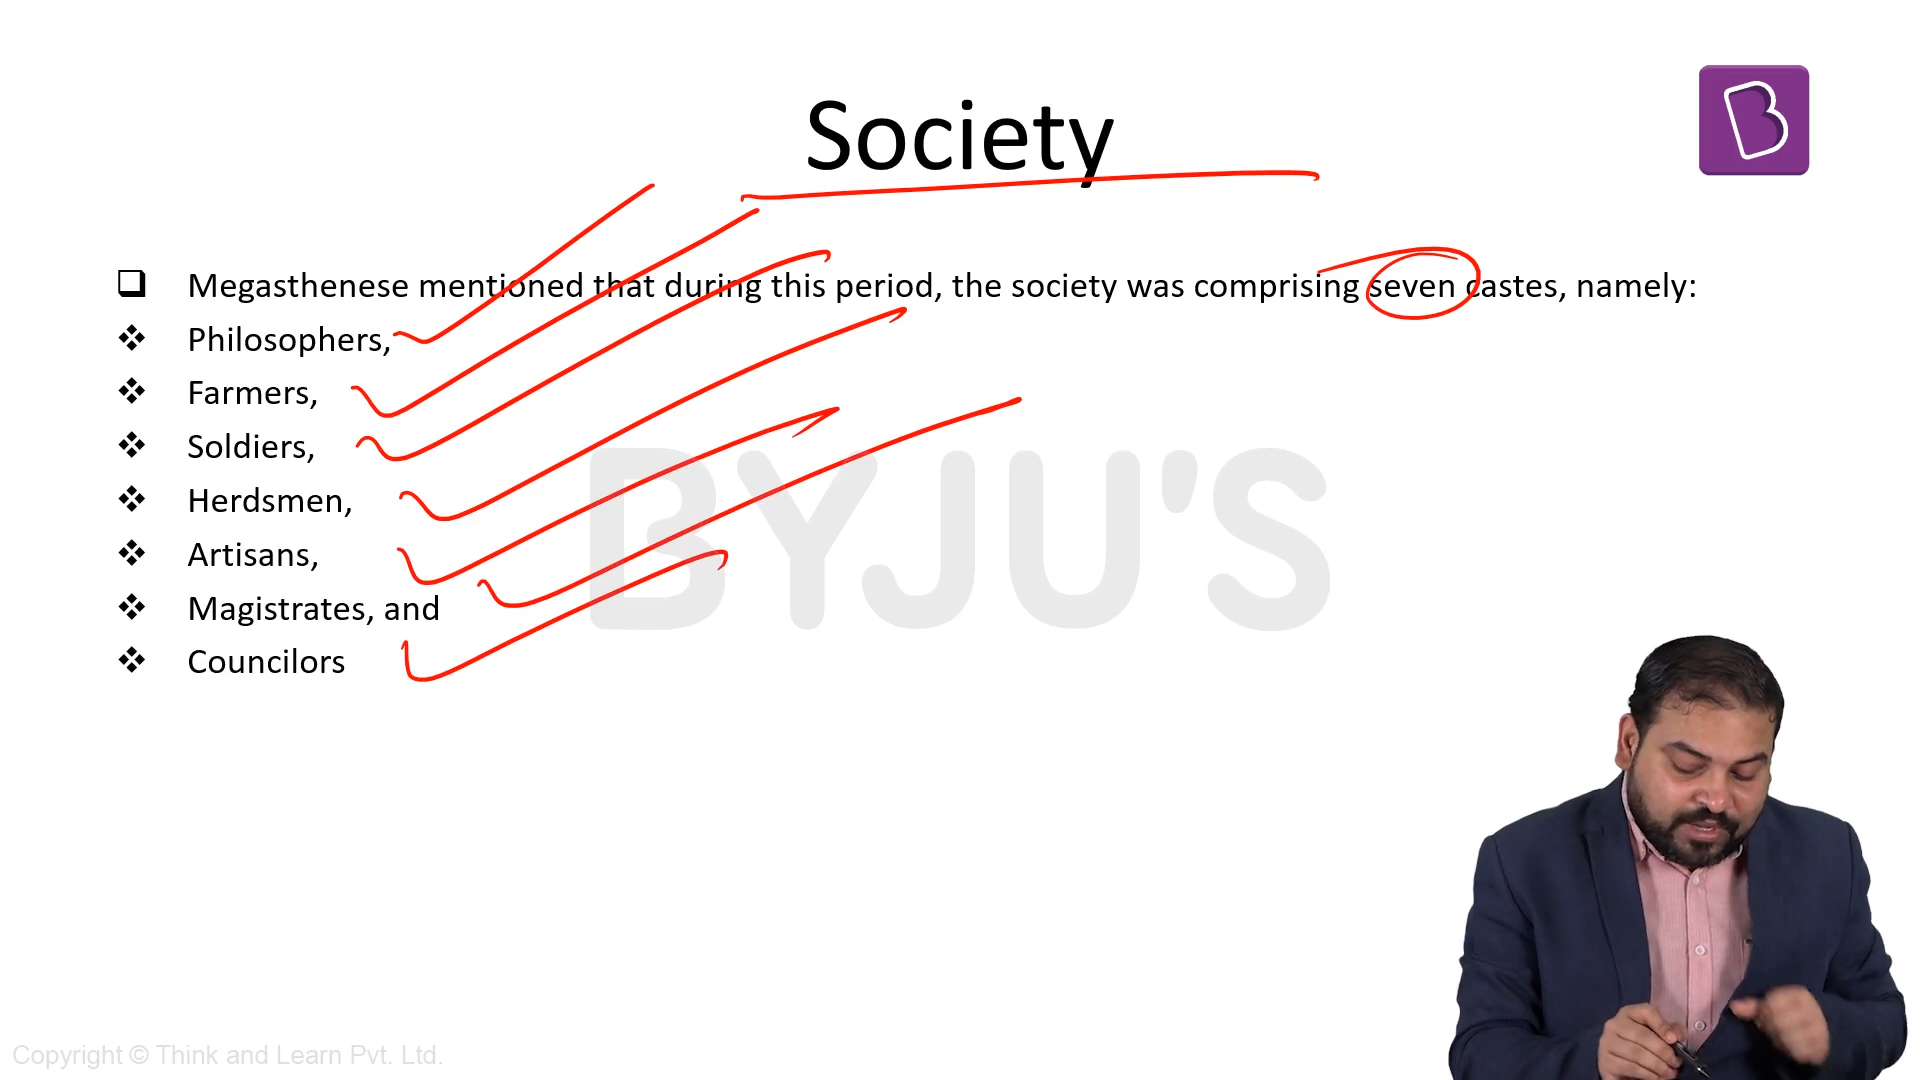 Society
❑ Megasthenese mentioned that during this period, the society was comprising seven castes, namely:
❖ Philosophers,
❖ Farmers,
❖ Soldiers,
❖ Herdsmen,
❖ Artisans,
❖ Magistrates, and
❖ Councilors
BYJU'S
Copyright © Think and Learn Pvt. Ltd.